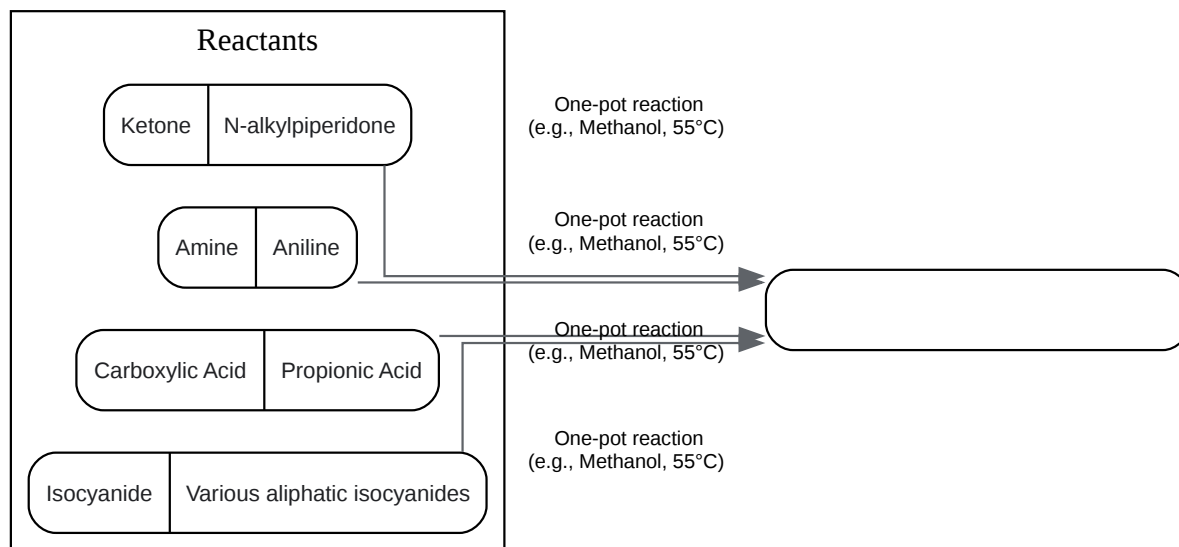 Reactants
Ketone
N-alkylpiperidone
One-pot reaction
(e.g., Methanol, 55°C)
Amine
Aniline
One-pot reaction
(e.g., Methanol, 55°C)
Carboxylic Acid
Propionic Acid
One-pot reaction
(e.g., Methanol, 55°C)
Isocyanide
Various aliphatic isocyanides
One-pot reaction
(e.g., Methanol, 55°C)